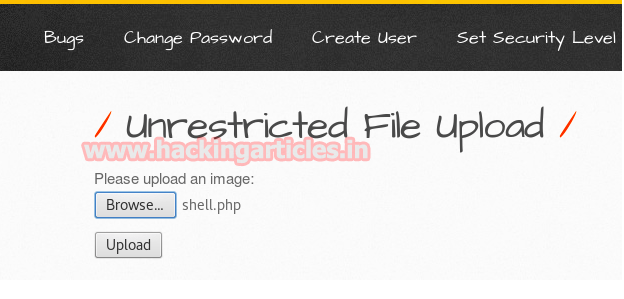 Bugs Change Password Create User Set Security Level
/ Unrestricted File Upload /
www.hackingarticles.in
Please upload an image:
Browse... shell.php
Upload